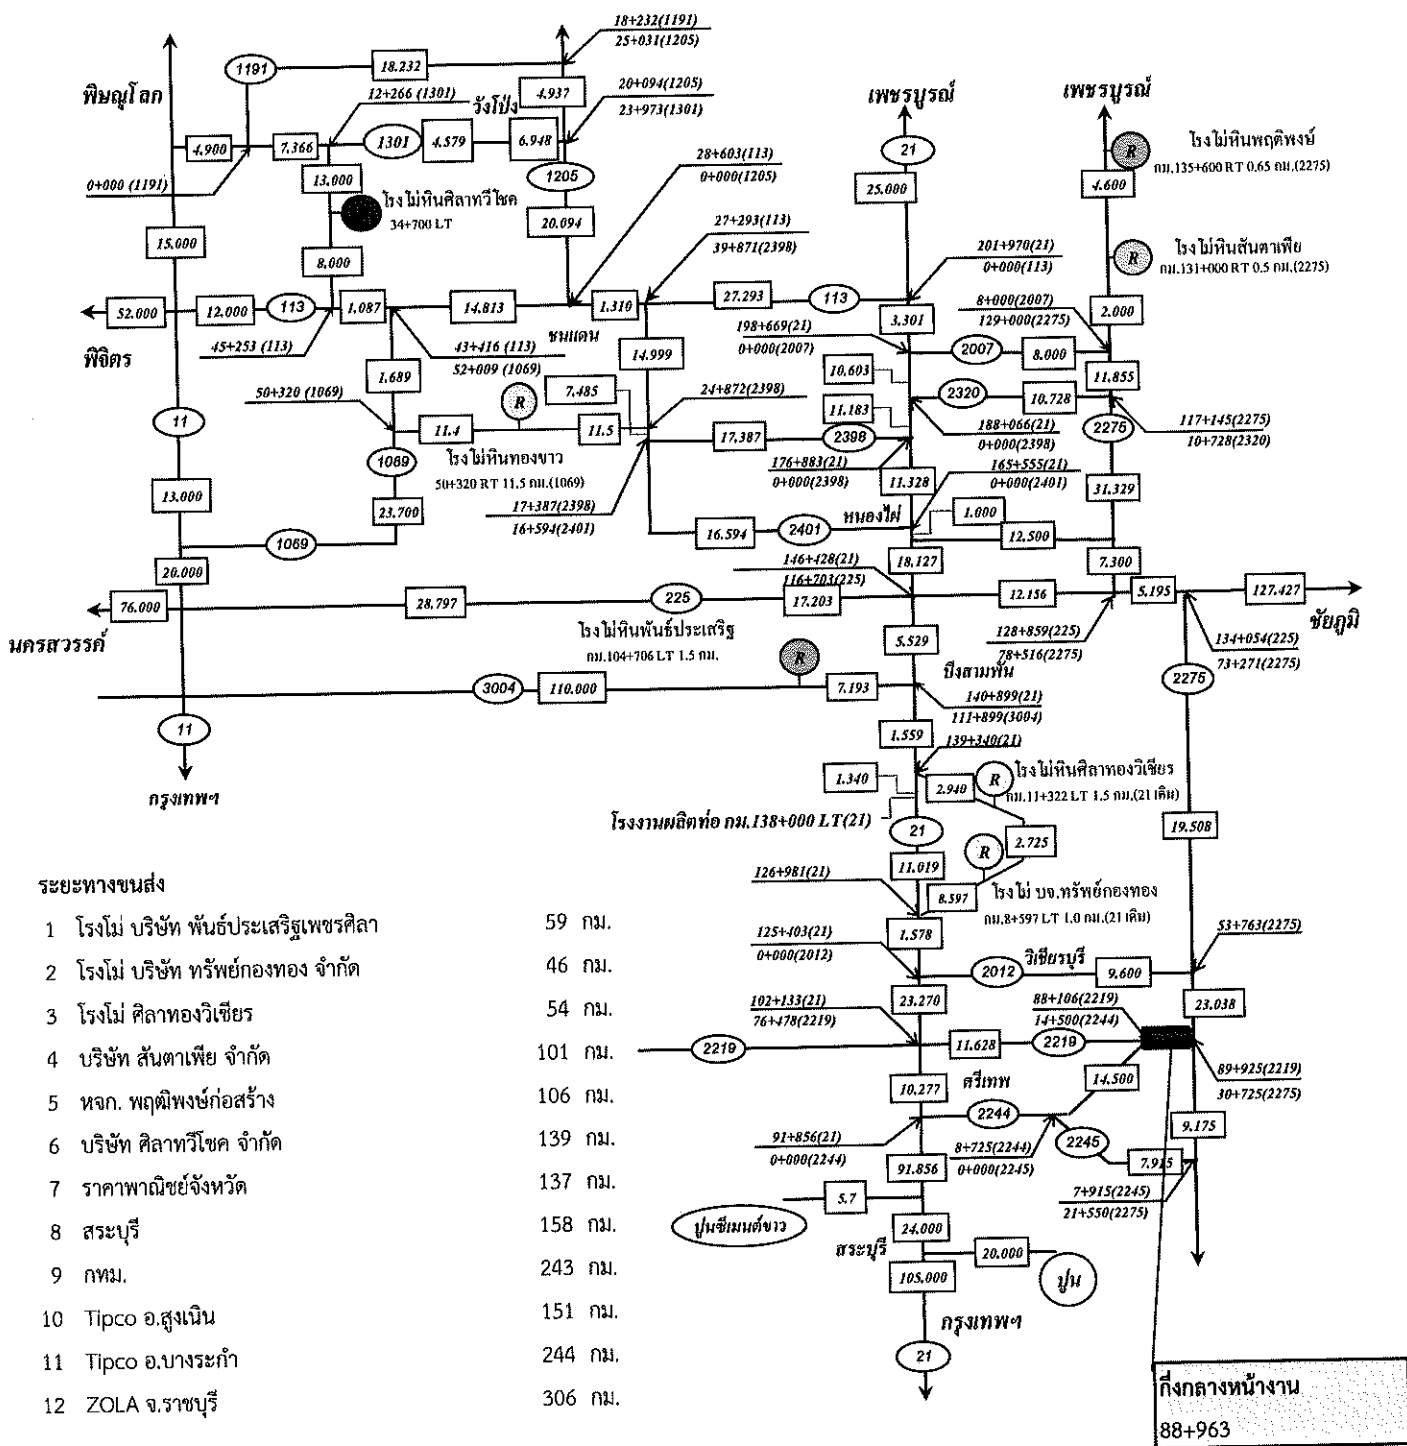 18+232(1191)
25+031(1205)
1191
18.232
4.937
พิษณุโลก
12+266 (1301)
วังโป่ง
20+094(1205)
23+973(1301)
เพชรบูรณ์
เพชรบูรณ์
4.900
7.366
1301
4.579
6.948
21
R
โรงโม่หินพฤติพงษ์
กม.135+600 RT 0.65 กม.(2275)
0+000 (1191)
13.000
1205
28+603(113)
0+000(1205)
25.000
4.600
โรงโม่หินศิลาทวีโชค
34+700 LT
15.000
8.000
20.094
27+293(113)
39+871(2398)
201+970(21)
0+000(113)
R
โรงโม่หินสันตาเพีย
กม.131+000 RT 0.5 กม.(2275)
52.000
12.000
113
1.087
14.813
1.310
27.293
113
3.301
8+000(2007)
129+000(2275)
2.000
พิจิตร
45+253 (113)
43+416 (113)
52+009 (1069)
ชนแดน
198+669(21)
0+000(2007)
2007
8.000
1.689
14.999
10.603
2320
10.728
11.855
50+320 (1069)
R
7.485
24+872(2398)
11.183
188+066(21)
0+000(2398)
2275
117+145(2275)
10+728(2320)
11
11.4
11.5
17.387
2398
1069
โรงโม่หินทองขาว
50+320 RT 11.5 กม.(1069)
176+883(21)
0+000(2398)
165+555(21)
0+000(2401)
11.328
31.329
13.000
23.700
17+387(2398)
16+594(2401)
หนองไผ่
1.000
1069
16.594
2401
12.500
20.000
146+428(21)
116+703(225)
18.127
7.300
76.000
28.797
225
17.203
12.156
5.195
127.427
นครสวรรค์
โรงโม่หินพันธ์ประเสริฐ
กม.104+706 LT 1.5 กม.
5.529
128+859(225)
78+516(2275)
134+054(225)
73+271(2275)
ชัยภูมิ
R
บึงสามพัน
3004
110.000
7.193
140+899(21)
111+899(3004)
2275
11
1.559
139+340(21)
กรุงเทพฯ
1.340
2.940
R
โรงโม่หินศิลาทองวิเชียร
กม.11+322 LT 1.5 กม.(21 เดิม)
โรงงานผลิตท่อ กม.138+000 LT(21)
21
2.725
19.508
R
11.019
126+981(21)
8.597
โรงโม่ บจ.ทรัพย์กองทอง
กม.8+597 LT 1.0 กม.(21 เดิม)
125+403(21)
0+000(2012)
1.578
วิเชียรบุรี
53+763(2275)
2012
9.600
102+133(21)
76+478(2219)
23.270
88+106(2219)
14+500(2244)
23.038
2219
11.628
2219
89+925(2219)
30+725(2275)
10.277
ศรีเทพ
14.500
2244
9.175
91+856(21)
0+000(2244)
8+725(2244)
0+000(2245)
2245
91.856
7.915
7+915(2245)
21+550(2275)
5.7
ปูนซีเมนต์ขาว
24.000
สระบุรี
20.000
ปูน
105.000
กรุงเทพฯ
21
กึ่งกลางหน้างาน
88+963
ระยะทางขนส่ง
1 โรงโม่ บริษัท พันธ์ประเสริฐเพชรศิลา 59 กม.
2 โรงโม่ บริษัท ทรัพย์กองทอง จำกัด 46 กม.
3 โรงโม่ ศิลาทองวิเชียร 54 กม.
4 บริษัท สันตาเพีย จำกัด 101 กม.
5 หจก. พฤฒิพงษ์ก่อสร้าง 106 กม.
6 บริษัท ศิลาทวีโชค จำกัด 139 กม.
7 ราคาพาณิชย์จังหวัด 137 กม.
8 สระบุรี 158 กม.
9 กทม. 243 กม.
10 Tipco อ.สูงเนิน 151 กม.
11 Tipco อ.บางระกำ 244 กม.
12 ZOLA จ.ราชบุรี 306 กม.